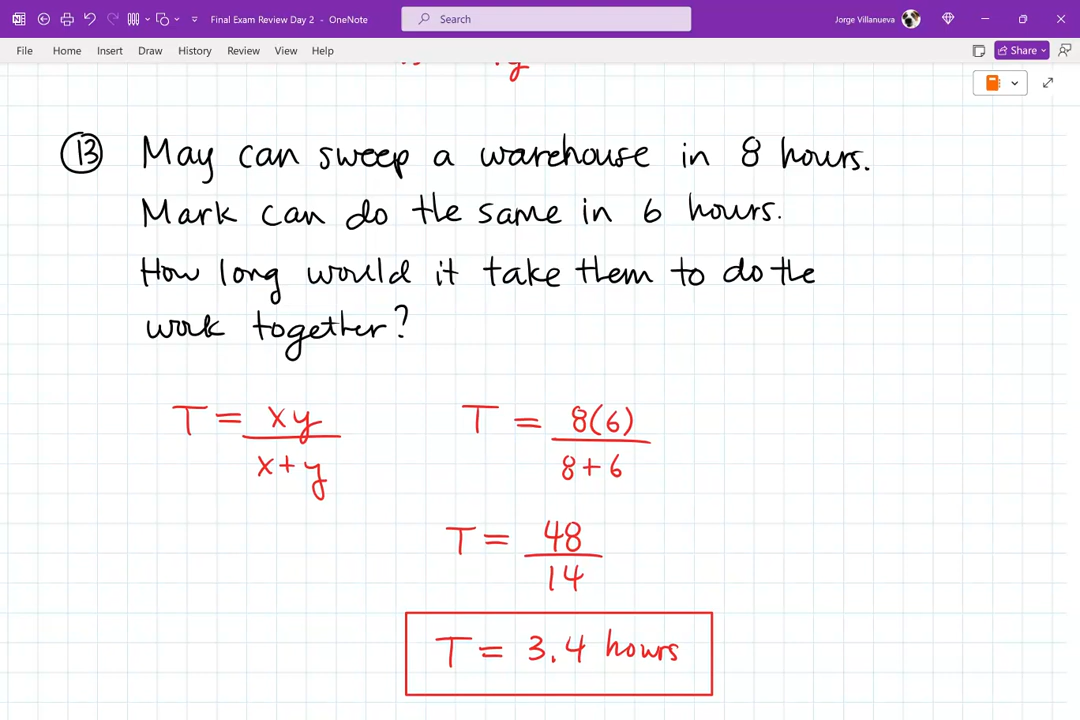 Final Exam Review Day 2 - OneNote
Search
Jorge Villanueva
File Home Insert Draw History Review View Help
Share
13 May can sweep a warehouse in 8 hours.
Mark can do the same in 6 hours.
How long would it take them to do the
work together?
T = xy / x + y
T = 8(6) / 8 + 6
T = 48 / 14
T = 3.4 hours